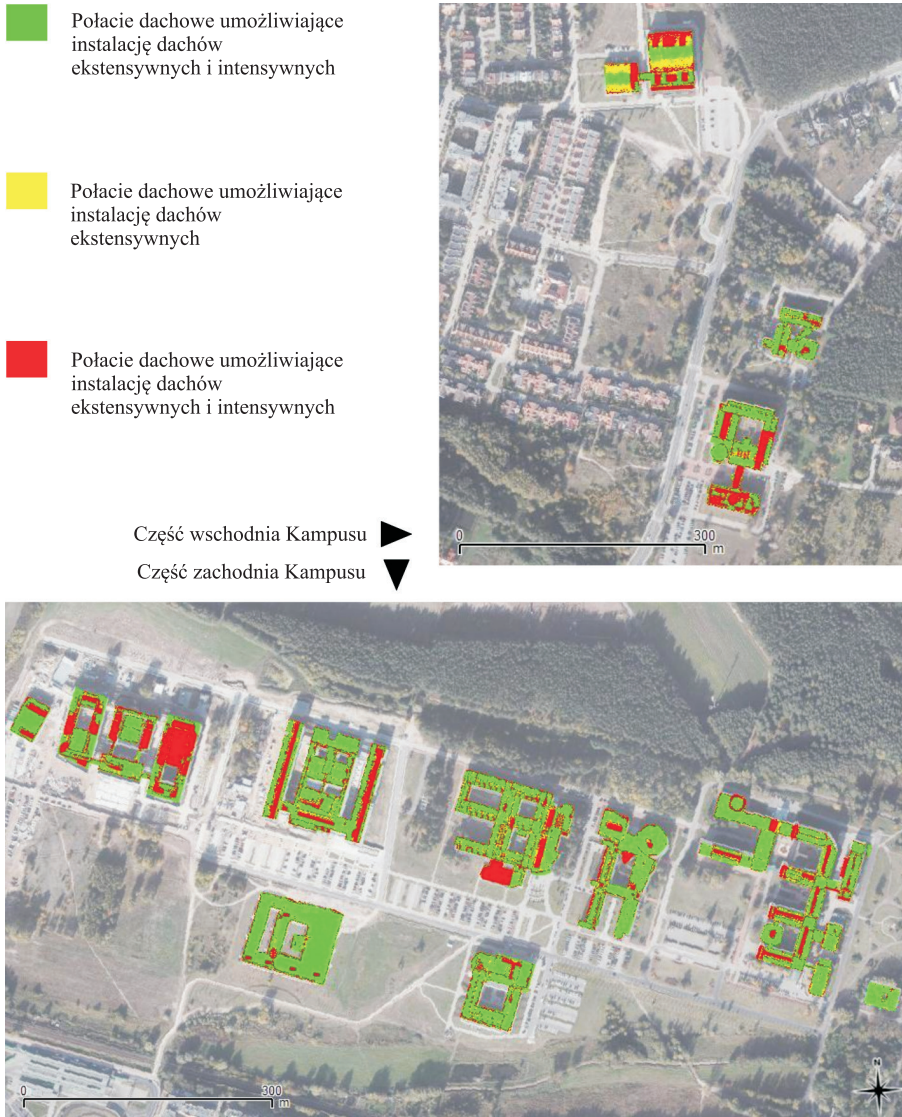 Połacie dachowe umożliwiające
instalację dachów
ekstensywnych i intensywnych
Połacie dachowe umożliwiające
instalację dachów
ekstensywnych
Połacie dachowe umożliwiające
instalację dachów
ekstensywnych i intensywnych
Część wschodnia Kampusu
Część zachodnia Kampusu
0 300
m
0 300
m
N